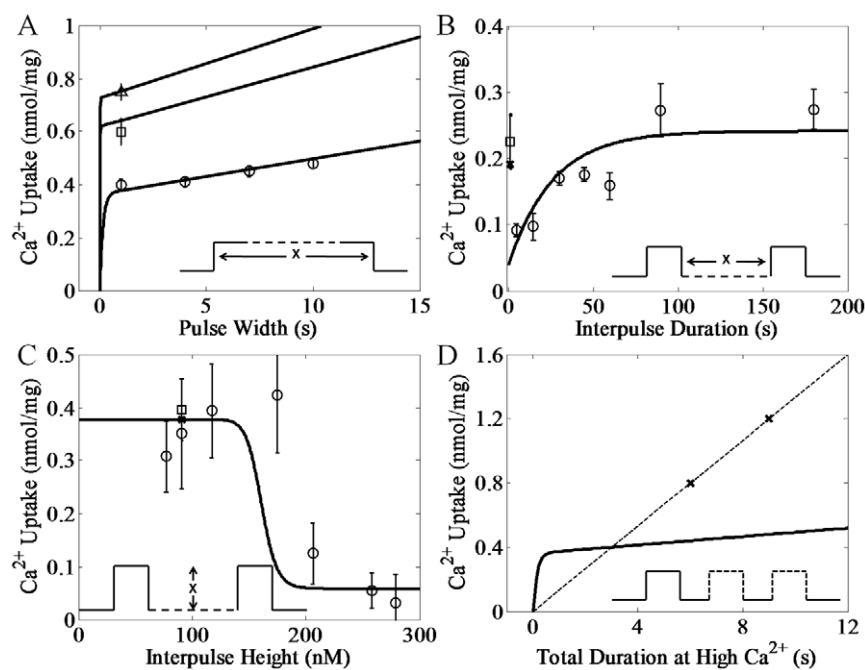 A
1
0.8
0.6
0.4
0.2
0
0
5
10
15
x
Ca2+ Uptake (nmol/mg)
Pulse Width (s)
B
0.4
0.3
0.2
0.1
0
0
50
100
150
200
x
Ca2+ Uptake (nmol/mg)
Interpulse Duration (s)
C
0.5
0.4
0.3
0.2
0.1
0
0
100
200
300
x
Ca2+ Uptake (nmol/mg)
Interpulse Height (nM)
D
1.6
1.2
0.8
0.4
0
0
4
8
12
Ca2+ Uptake (nmol/mg)
Total Duration at High Ca2+ (s)